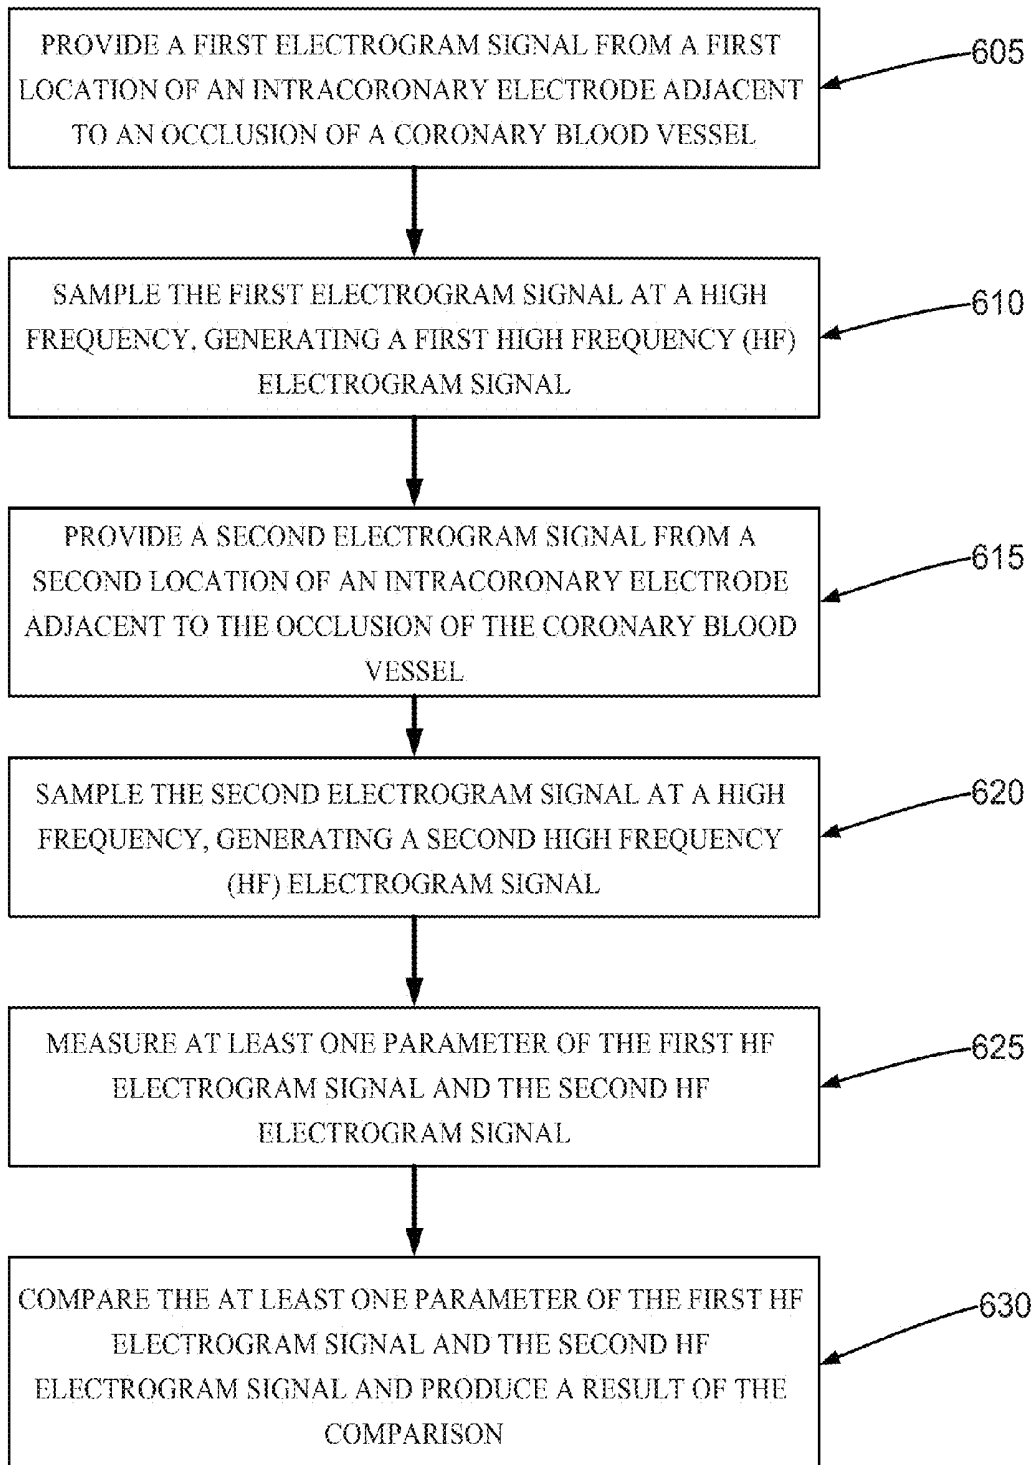 PROVIDE A FIRST ELECTROGRAM SIGNAL FROM A FIRST
LOCATION OF AN INTRACORONARY ELECTRODE ADJACENT
TO AN OCCLUSION OF A CORONARY BLOOD VESSEL
605
SAMPLE THE FIRST ELECTROGRAM SIGNAL AT A HIGH
FREQUENCY, GENERATING A FIRST HIGH FREQUENCY (HF)
ELECTROGRAM SIGNAL
610
PROVIDE A SECOND ELECTROGRAM SIGNAL FROM A
SECOND LOCATION OF AN INTRACORONARY ELECTRODE
ADJACENT TO THE OCCLUSION OF THE CORONARY BLOOD
VESSEL
615
SAMPLE THE SECOND ELECTROGRAM SIGNAL AT A HIGH
FREQUENCY, GENERATING A SECOND HIGH FREQUENCY
(HF) ELECTROGRAM SIGNAL
620
MEASURE AT LEAST ONE PARAMETER OF THE FIRST HF
ELECTROGRAM SIGNAL AND THE SECOND HF
ELECTROGRAM SIGNAL
625
COMPARE THE AT LEAST ONE PARAMETER OF THE FIRST HF
ELECTROGRAM SIGNAL AND THE SECOND HF
ELECTROGRAM SIGNAL AND PRODUCE A RESULT OF THE
COMPARISON
630